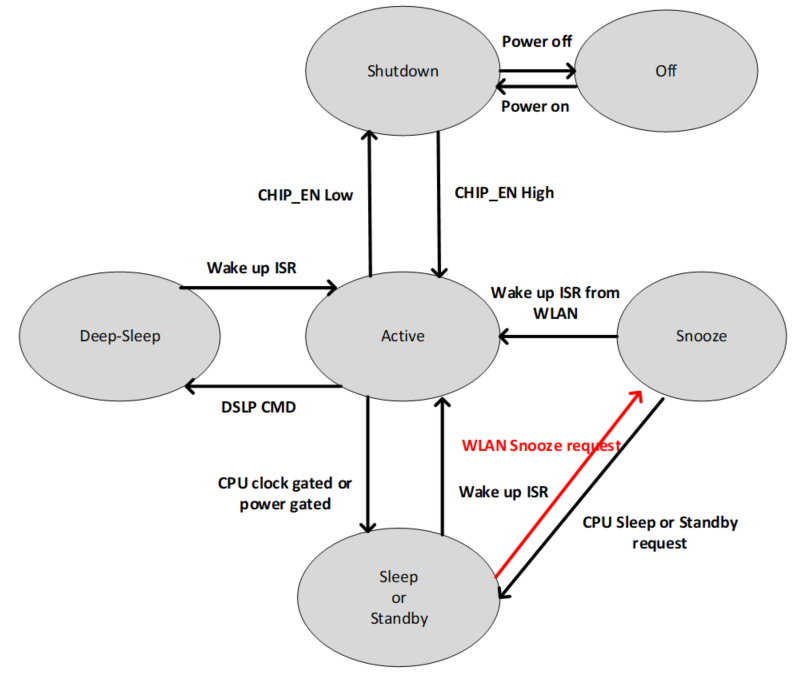 Power off
Shutdown
Off
Power on
CHIP_EN Low
CHIP_EN High
Wake up ISR
Wake up ISR from
WLAN
Deep-Sleep
Active
Snooze
DSLP CMD
WLAN Snooze request
CPU clock gated or
power gated
Wake up ISR
CPU Sleep or Standby
request
Sleep
or
Standby